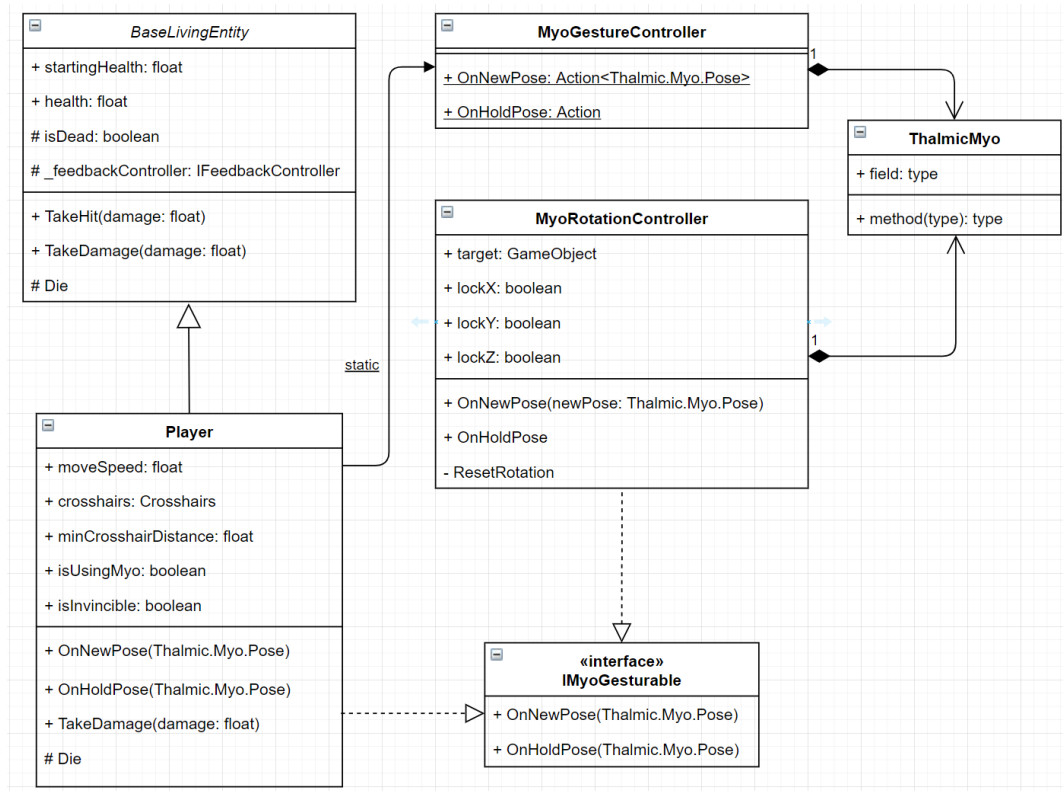 BaseLivingEntity
+ startingHealth: float
+ health: float
# isDead: boolean
# _feedbackController: IFeedbackController
+ TakeHit(damage: float)
+ TakeDamage(damage: float)
# Die
MyoGestureController
+ OnNewPose: Action<Thalmic.Myo.Pose>
+ OnHoldPose: Action
1
ThalmicMyo
+ field: type
+ method(type): type
MyoRotationController
+ target: GameObject
+ lockX: boolean
+ lockY: boolean
+ lockZ: boolean
+ OnNewPose(newPose: Thalmic.Myo.Pose)
+ OnHoldPose
- ResetRotation
1
static
Player
+ moveSpeed: float
+ crosshairs: Crosshairs
+ minCrosshairDistance: float
+ isUsingMyo: boolean
+ isInvincible: boolean
+ OnNewPose(Thalmic.Myo.Pose)
+ OnHoldPose(Thalmic.Myo.Pose)
+ TakeDamage(damage: float)
# Die
«interface»
IMyoGesturable
+ OnNewPose(Thalmic.Myo.Pose)
+ OnHoldPose(Thalmic.Myo.Pose)